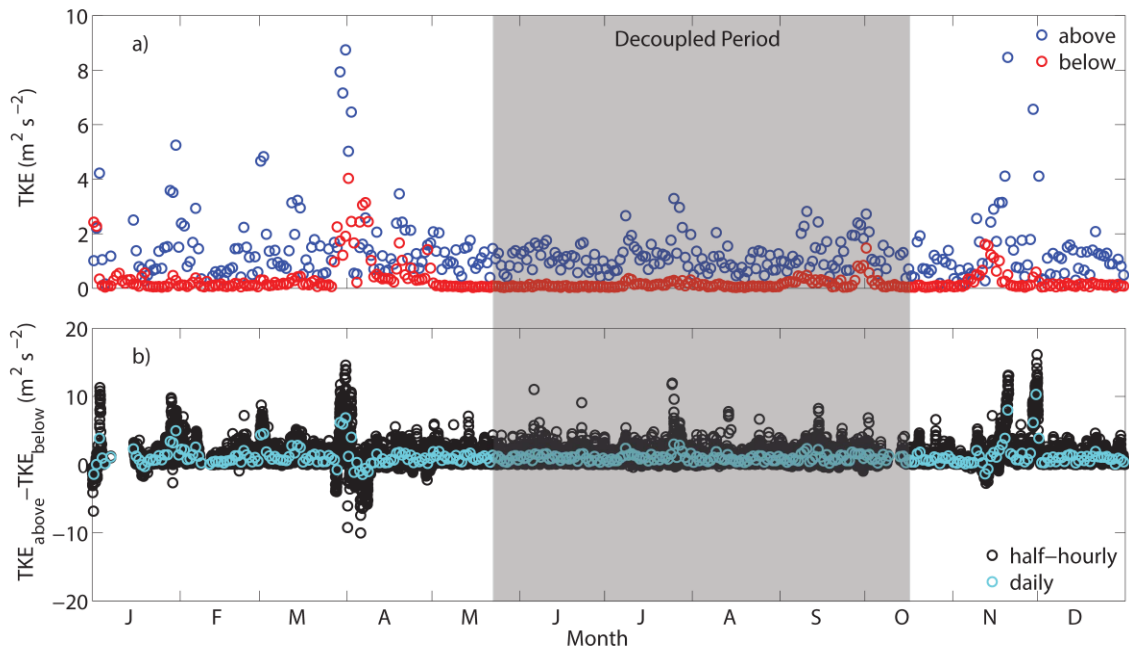 a)
Decoupled Period
above
below
10
8
6
4
2
0
TKE (m² s⁻²)
b)
20
10
0
−10
−20
TKE_above−TKE_below (m² s⁻²)
half−hourly
daily
J F M A M J J A S O N D
Month